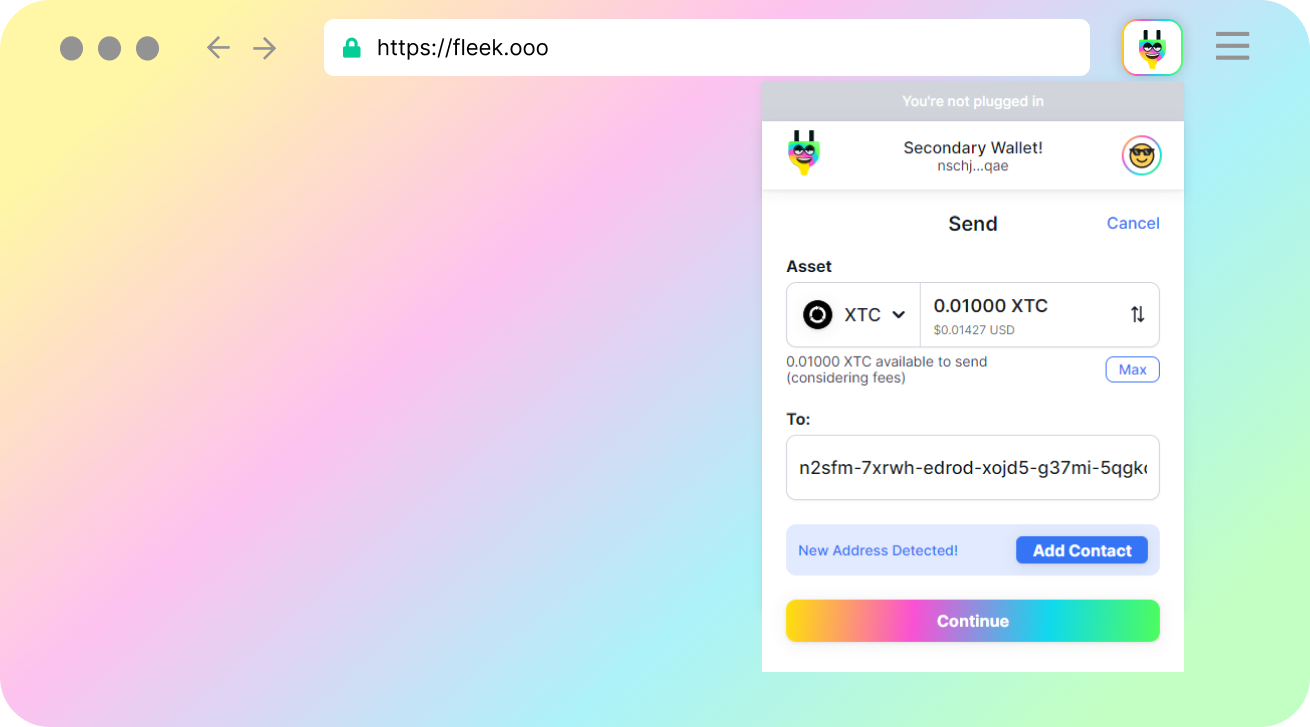 https://fleek.ooo
You're not plugged in
Secondary Wallet!
nschj...qae
Send
Cancel
Asset
XTC
0.01000 XTC
$0.01427 USD
0.01000 XTC available to send
(considering fees)
Max
To:
n2sfm-7xrwh-edrod-xojd5-g37mi-5qgk
New Address Detected!
Add Contact
Continue